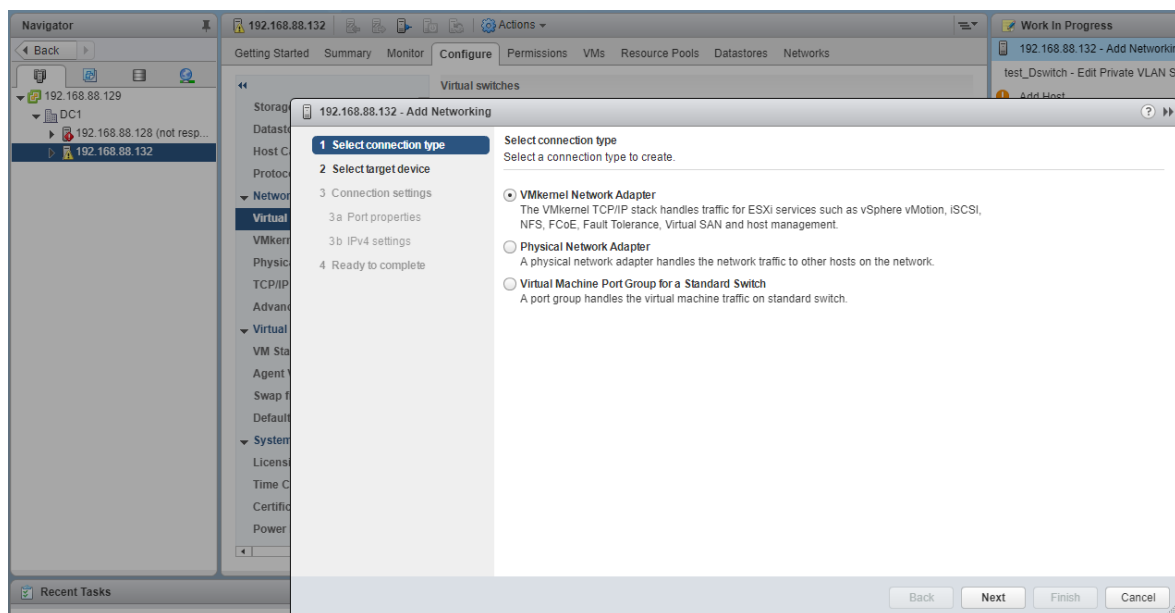 Navigator
192.168.88.132
Actions
Work In Progress
Back
Getting Started Summary Monitor Configure Permissions VMs Resource Pools Datastores Networks
192.168.88.132 - Add Networkin
test_Dswitch - Edit Private VLAN S
Add Host
192.168.88.129
DC1
192.168.88.128 (not resp...
192.168.88.132
Virtual switches
Storag
Datasto
Host C
Protoc
Networ
Virtual
VMkern
Physic
TCP/IP
Advanc
Virtual
VM Sta
Agent V
Swap f
Default
System
Licensi
Time C
Certific
Power
192.168.88.132 - Add Networking
1 Select connection type
2 Select target device
3 Connection settings
3a Port properties
3b IPv4 settings
4 Ready to complete
Select connection type
Select a connection type to create.
VMkernel Network Adapter
The VMkernel TCP/IP stack handles traffic for ESXi services such as vSphere vMotion, iSCSI,
NFS, FCoE, Fault Tolerance, Virtual SAN and host management.
Physical Network Adapter
A physical network adapter handles the network traffic to other hosts on the network.
Virtual Machine Port Group for a Standard Switch
A port group handles the virtual machine traffic on standard switch.
Back Next Finish Cancel
Recent Tasks